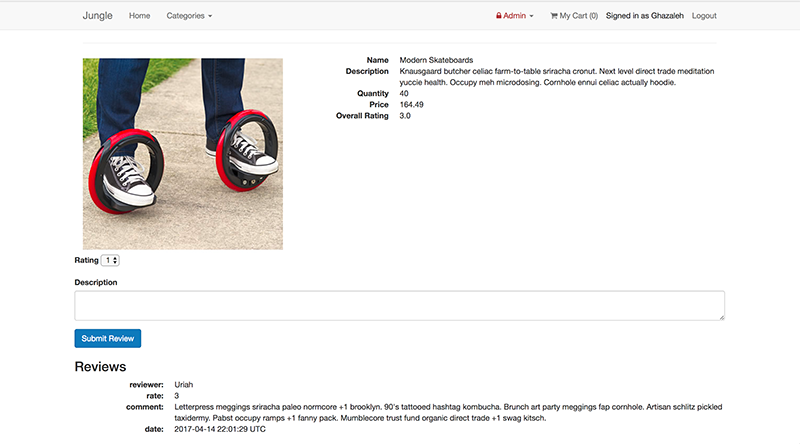 Jungle Home Categories Admin My Cart (0) Signed in as Ghazaleh Logout
Name Modern Skateboards
Description Knausgaard butcher celiac farm-to-table sriracha cronut. Next level direct trade meditation
yuccie health. Occupy meh microdosing. Cornhole ennui celiac actually hoodie.
Quantity 40
Price 164.49
Overall Rating 3.0
Rating 1
Description
Submit Review
Reviews
reviewer: Uriah
rate: 3
comment: Letterpress meggings sriracha paleo normcore +1 brooklyn. 90's tattooed hashtag kombucha. Brunch art party meggings fap cornhole. Artisan schlitz pickled
taxidermy. Pabst occupy ramps +1 fanny pack. Mumblecore trust fund organic direct trade +1 swag kitsch.
date: 2017-04-14 22:01:29 UTC